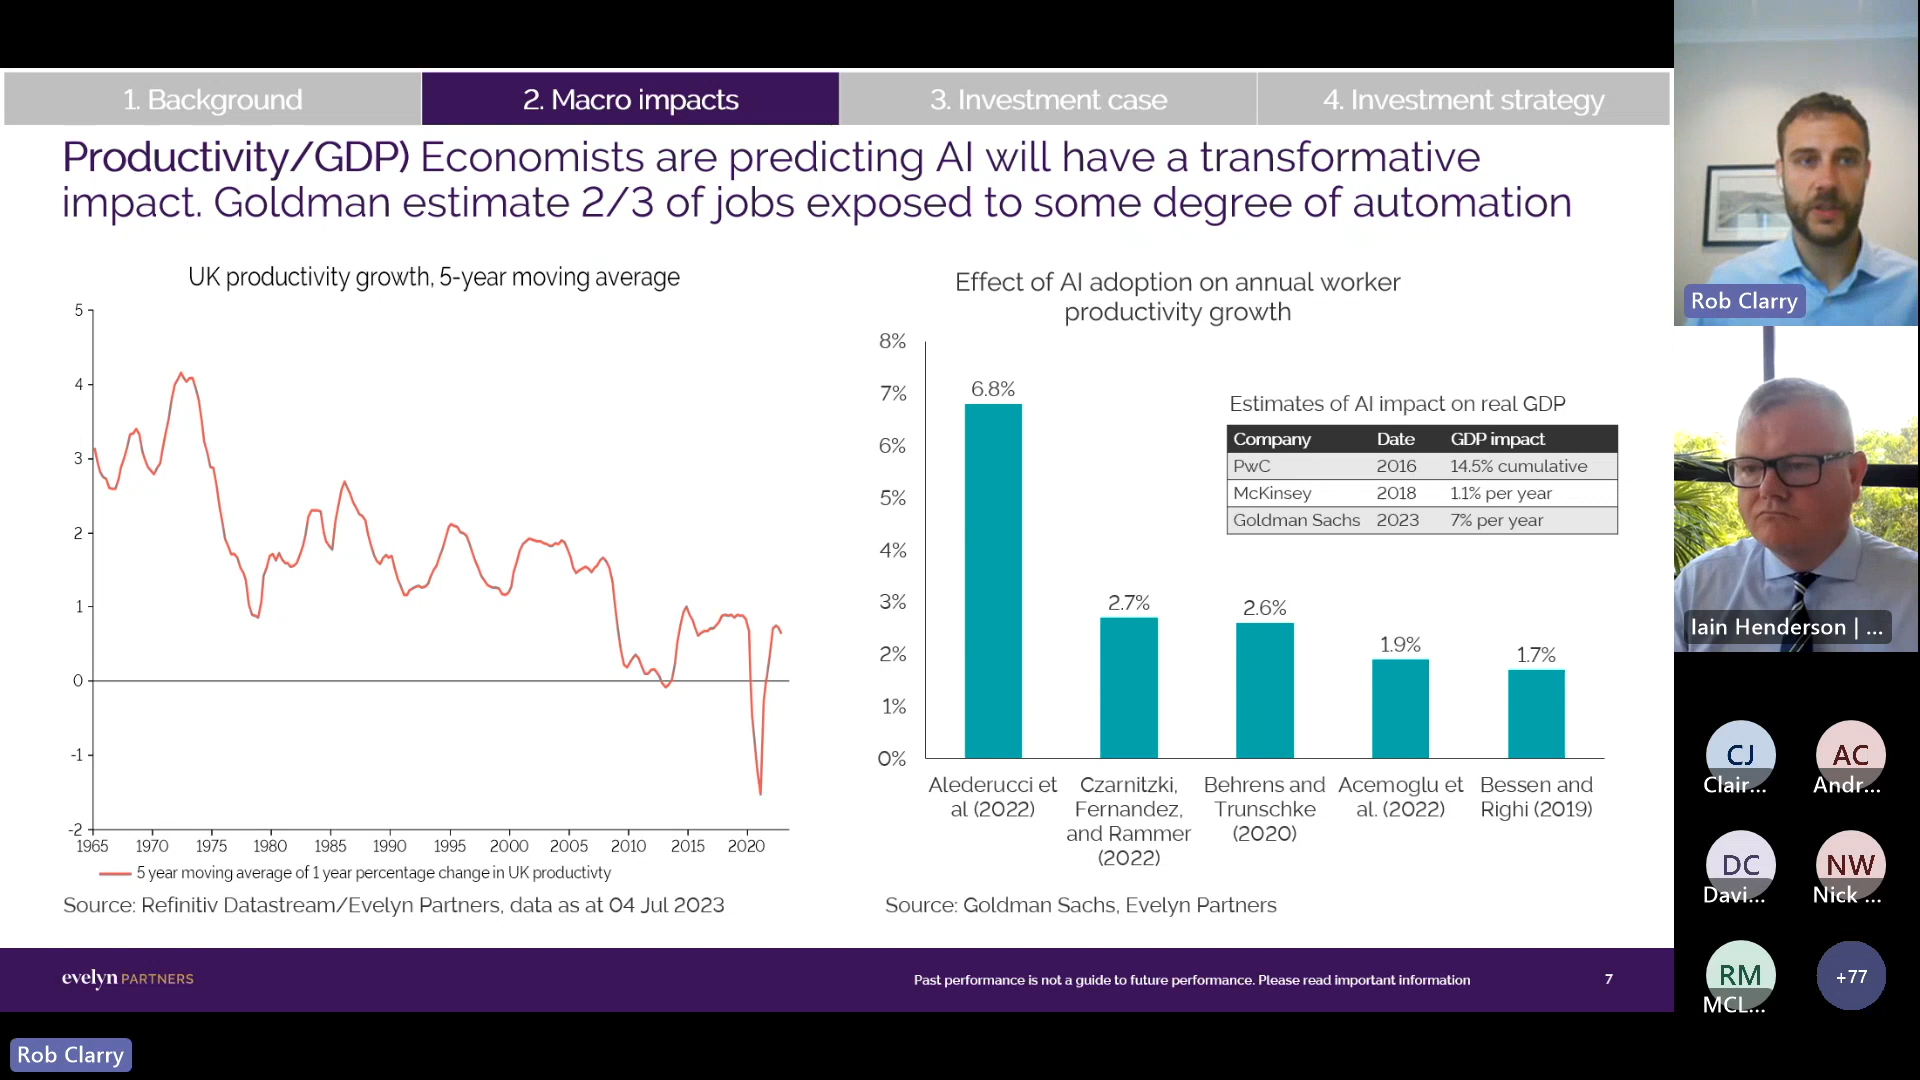 1. Background
2. Macro impacts
3. Investment case
4. Investment strategy
Productivity/GDP) Economists are predicting AI will have a transformative
impact. Goldman estimate 2/3 of jobs exposed to some degree of automation
UK productivity growth, 5-year moving average
5
4
3
2
1
0
-1
-2
1965 1970 1975 1980 1985 1990 1995 2000 2005 2010 2015 2020
5 year moving average of 1 year percentage change in UK productivty
Source: Refinitiv Datastream/Evelyn Partners, data as at 04 Jul 2023
Effect of AI adoption on annual worker
productivity growth
8%
7%
6%
5%
4%
3%
2%
1%
0%
6.8%
2.7%
2.6%
1.9%
1.7%
Alederucci et
al (2022)
Czarnitzki,
Fernandez,
and Rammer
(2022)
Behrens and
Trunschke
(2020)
Acemoglu et
al. (2022)
Bessen and
Righi (2019)
Estimates of AI impact on real GDP
Company Date GDP impact
PwC 2016 14.5% cumulative
McKinsey 2018 1.1% per year
Goldman Sachs 2023 7% per year
Source: Goldman Sachs, Evelyn Partners
evelyn PARTNERS
Past performance is not a guide to future performance. Please read important information
7
Rob Clarry
Rob Clarry
Iain Henderson | ...
CJ
Clair...
AC
Andr...
DC
Davi...
NW
Nick ...
RM
MCL...
+77